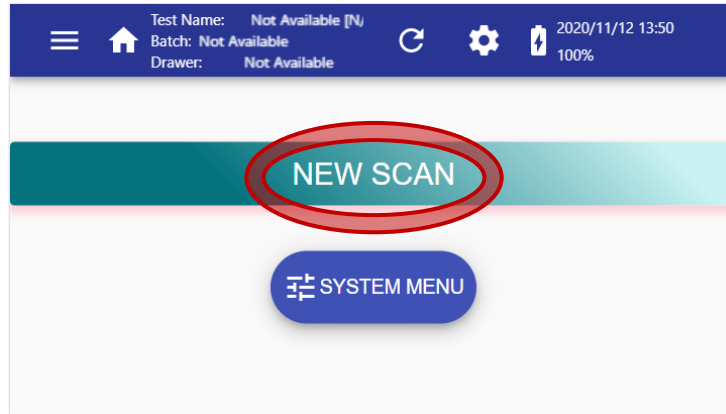 Test Name: Not Available [N/
Batch: Not Available
Drawer: Not Available
2020/11/12 13:50
100%
NEW SCAN
SYSTEM MENU